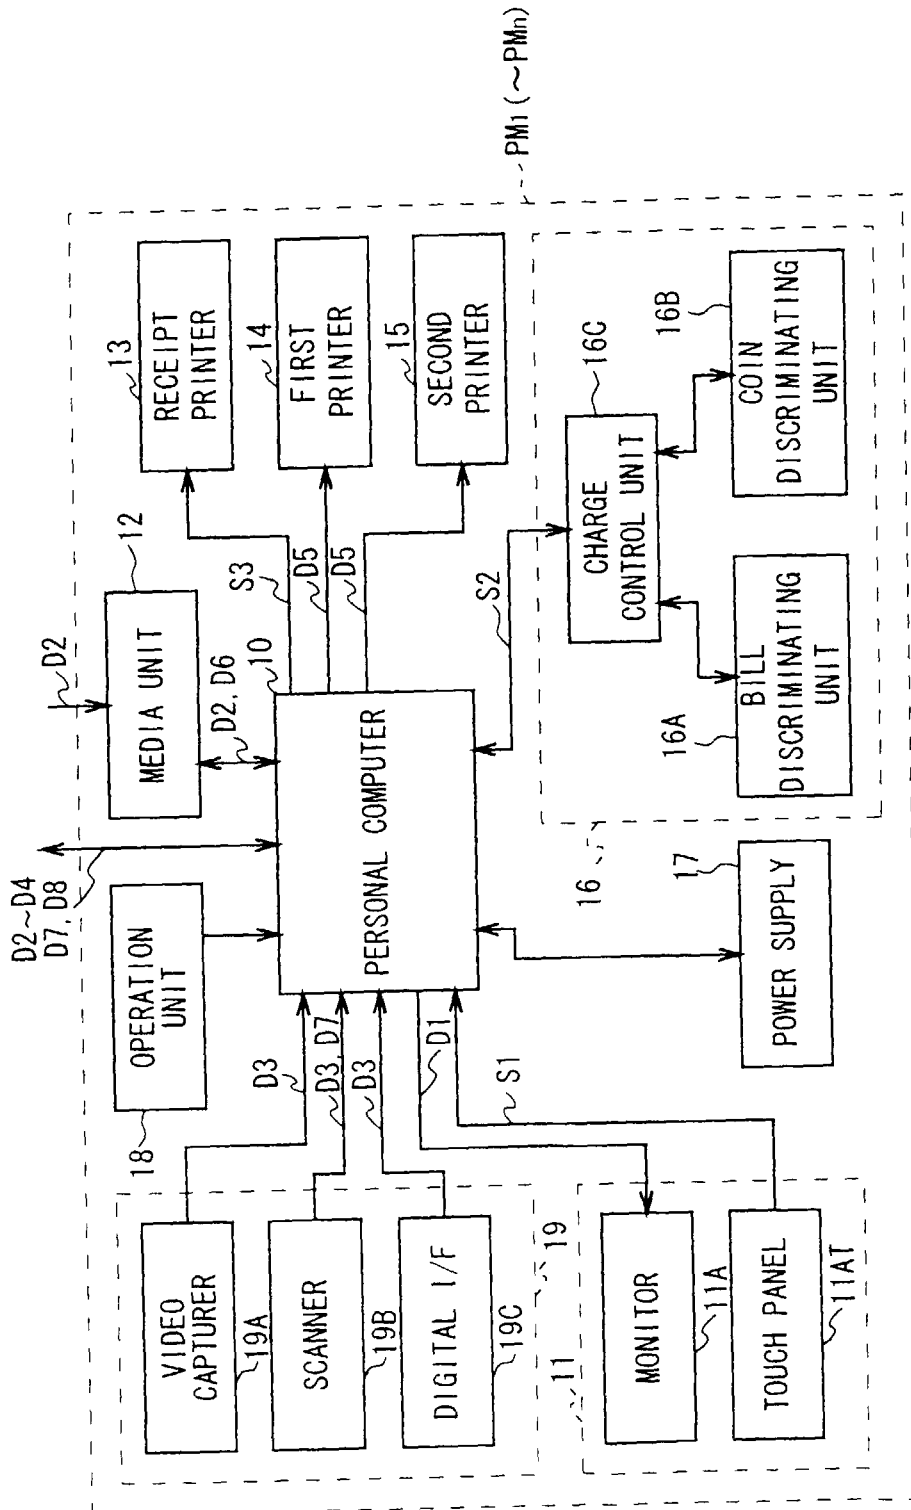 PM1(~PMn)
D2~D4
D7, D8
D2
12
MEDIA UNIT
D2, D6
18
OPERATION
UNIT
19
VIDEO
CAPTURER
19A
SCANNER
19B
DIGITAL I/F
19C
D3
D3, D7
D3
D1
S1
11
MONITOR
11A
TOUCH PANEL
11AT
10
PERSONAL COMPUTER
S3
D5
D5
S2
13
RECEIPT
PRINTER
14
FIRST
PRINTER
15
SECOND
PRINTER
16
16C
CHARGE
CONTROL UNIT
16A
BILL
DISCRIMINATING
UNIT
16B
COIN
DISCRIMINATING
UNIT
17
POWER SUPPLY